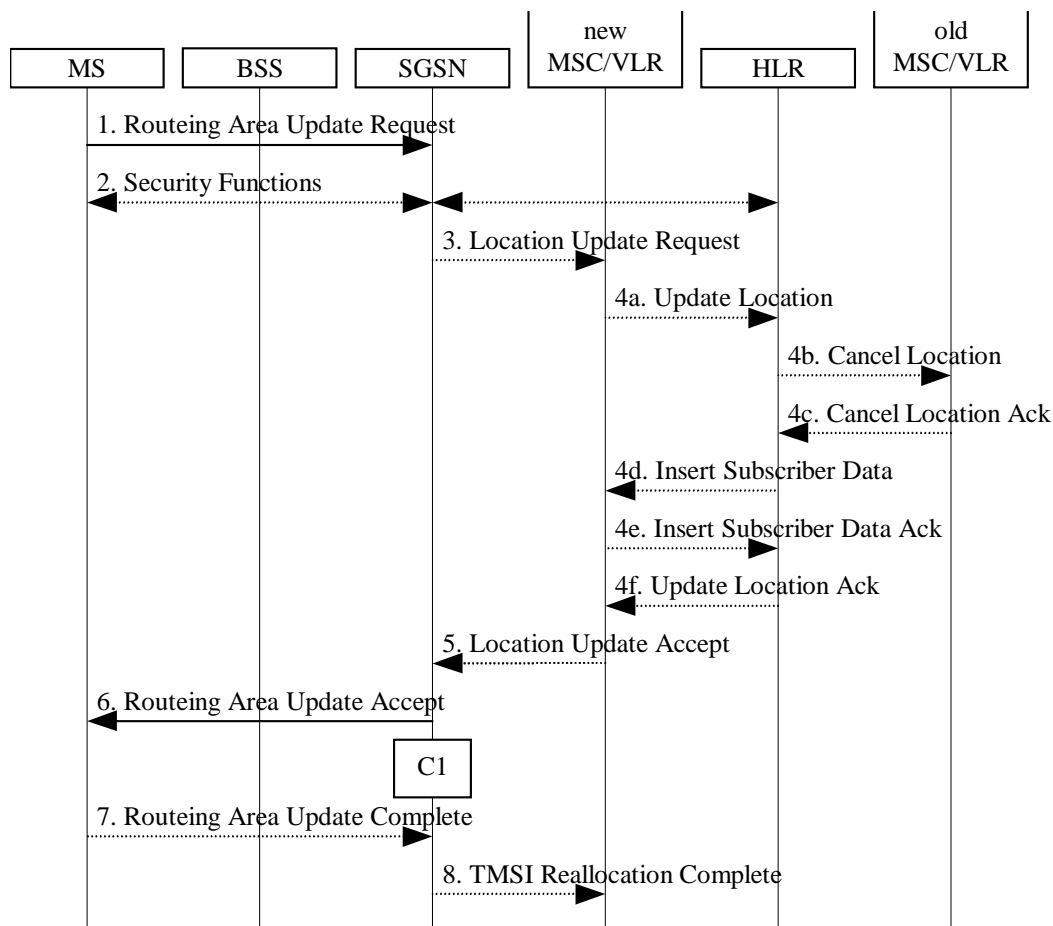 new
old
MS
BSS
SGSN
MSC/VLR
HLR
MSC/VLR
1. Routeing Area Update Request
2. Security Functions
3. Location Update Request
4a. Update Location
4b. Cancel Location
4c. Cancel Location Ack
4d. Insert Subscriber Data
4e. Insert Subscriber Data Ack
4f. Update Location Ack
5. Location Update Accept
6. Routeing Area Update Accept
C1
7. Routeing Area Update Complete
8. TMSI Reallocation Complete